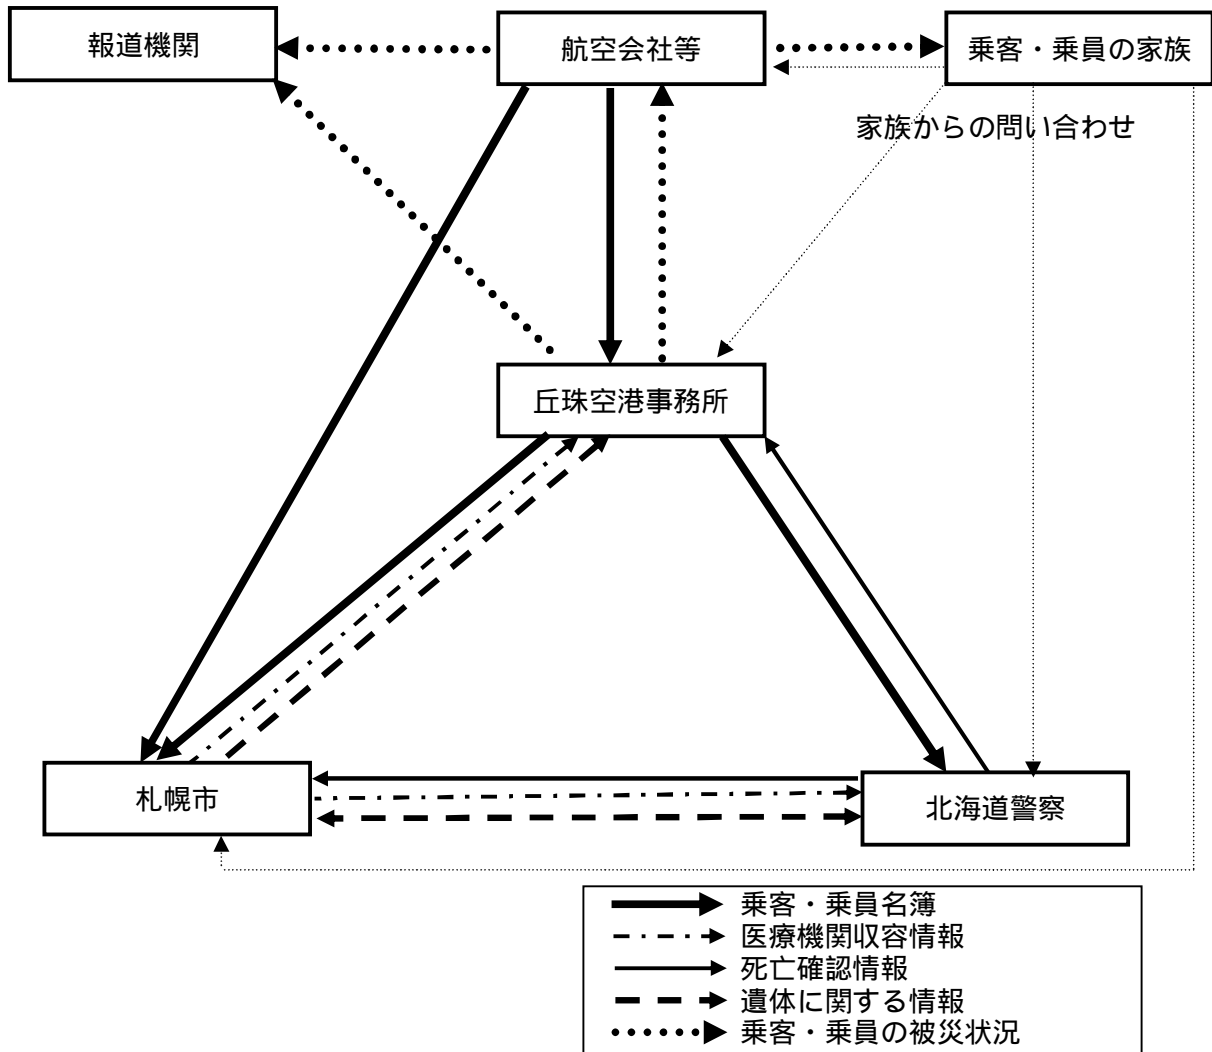 報道機関
航空会社等
乗客・乗員の家族
家族からの問い合わせ
丘珠空港事務所
札幌市
北海道警察
乗客・乗員名簿
医療機関収容情報
死亡確認情報
遺体に関する情報
乗客・乗員の被災状況